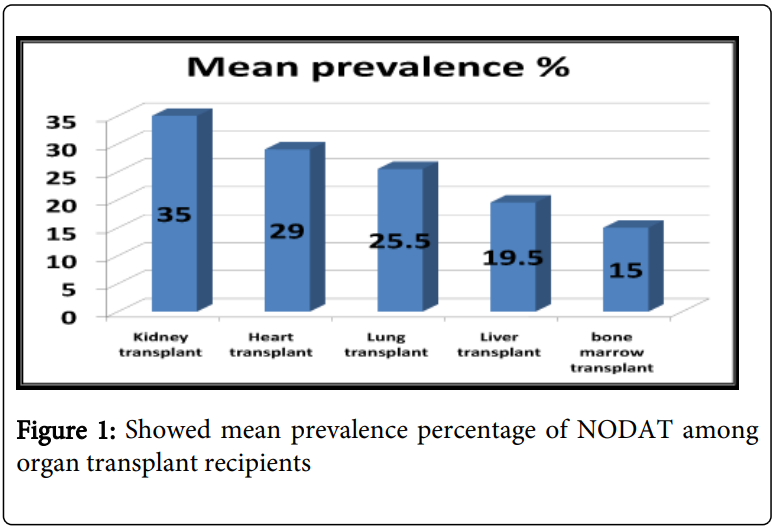 Mean prevalence %
35
30
25
20
15
10
5
0
35
29
25.5
19.5
15
Kidney transplant
Heart transplant
Lung transplant
Liver transplant
bone marrow transplant
Figure 1: Showed mean prevalence percentage of NODAT among
organ transplant recipients